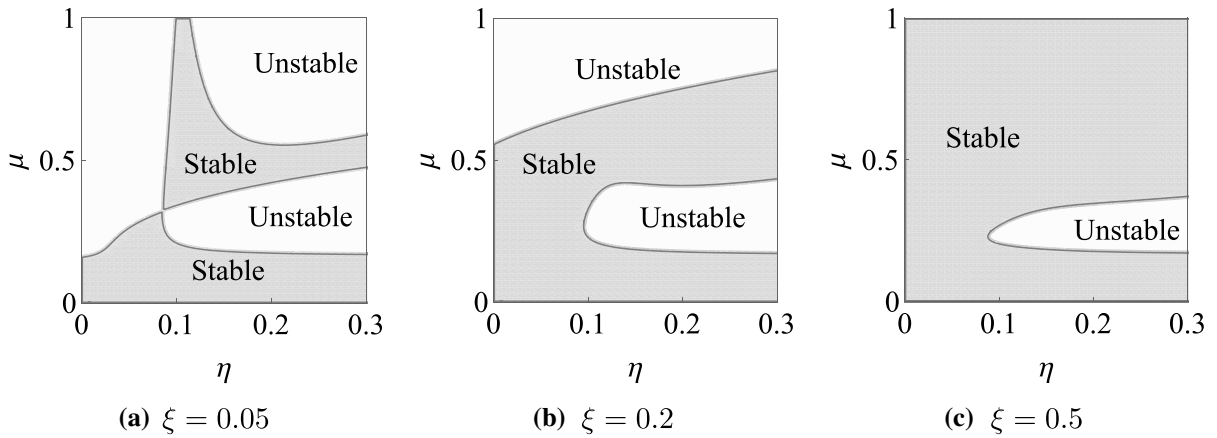 1
Unstable
μ
0.5
Stable
Unstable
Stable
0
0
0.1
0.2
0.3
η
(a) ξ = 0.05
1
Unstable
μ
0.5
Stable
Unstable
0
0
0.1
0.2
0.3
η
(b) ξ = 0.2
1
μ
0.5
Stable
Unstable
0
0
0.1
0.2
0.3
η
(c) ξ = 0.5